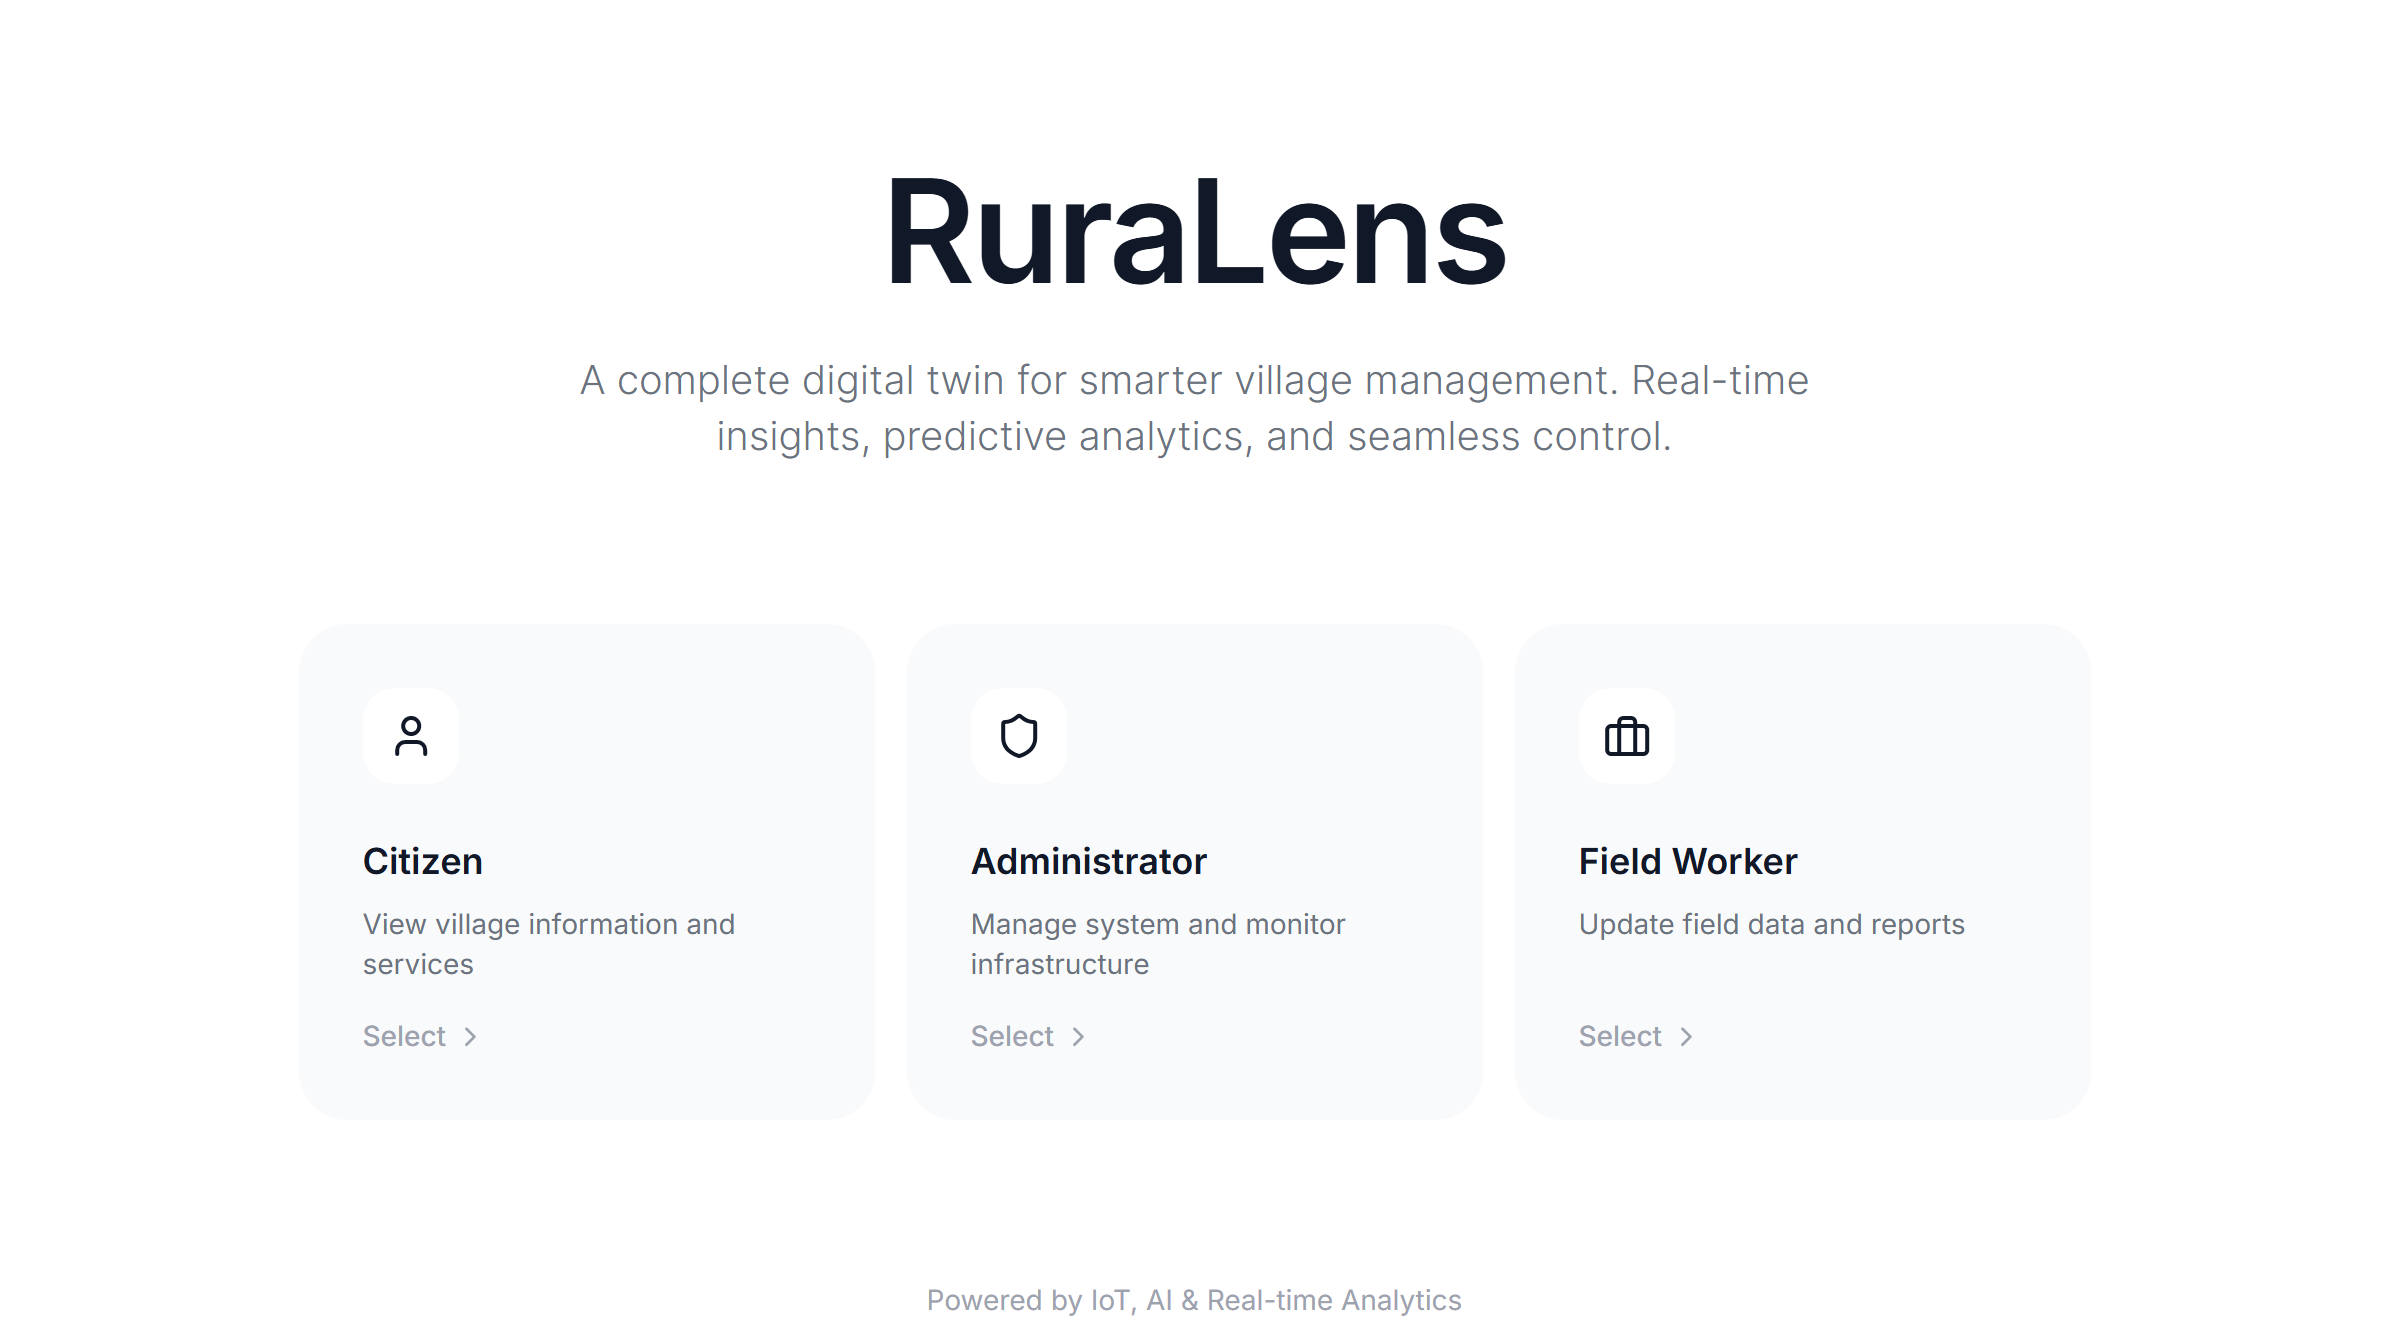 RuraLens
A complete digital twin for smarter village management. Real-time
insights, predictive analytics, and seamless control.
Citizen
View village information and
services
Select
Administrator
Manage system and monitor
infrastructure
Select
Field Worker
Update field data and reports
Select
Powered by IoT, AI & Real-time Analytics